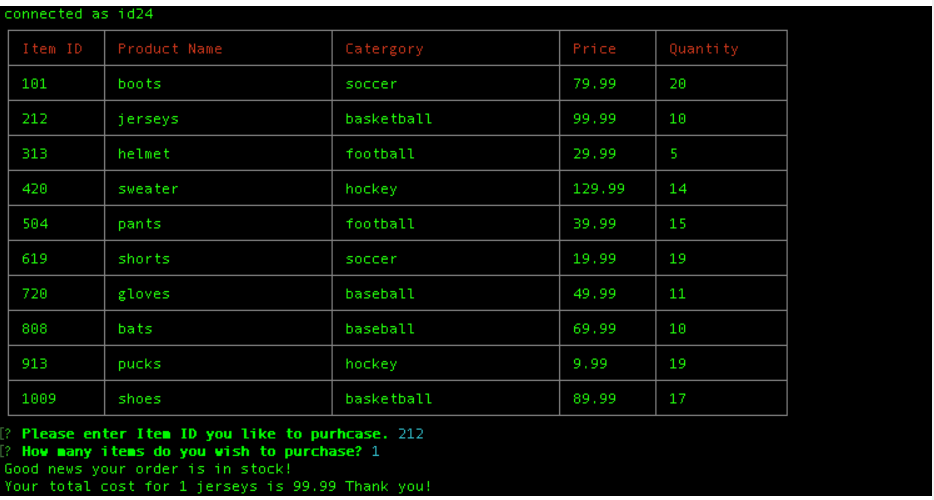 connected as id24
Item ID Product Name Catergory Price Quantity
101 boots soccer 79.99 20
212 jerseys basketball 99.99 10
313 helmet football 29.99 5
420 sweater hockey 129.99 14
504 pants football 39.99 15
619 shorts soccer 19.99 19
720 gloves baseball 49.99 11
808 bats baseball 69.99 10
913 pucks hockey 9.99 19
1009 shoes basketball 89.99 17
[? Please enter Item ID you like to purhcase. 212
[? How many items do you wish to purchase? 1
Good news your order is in stock!
Your total cost for 1 jerseys is 99.99 Thank you!